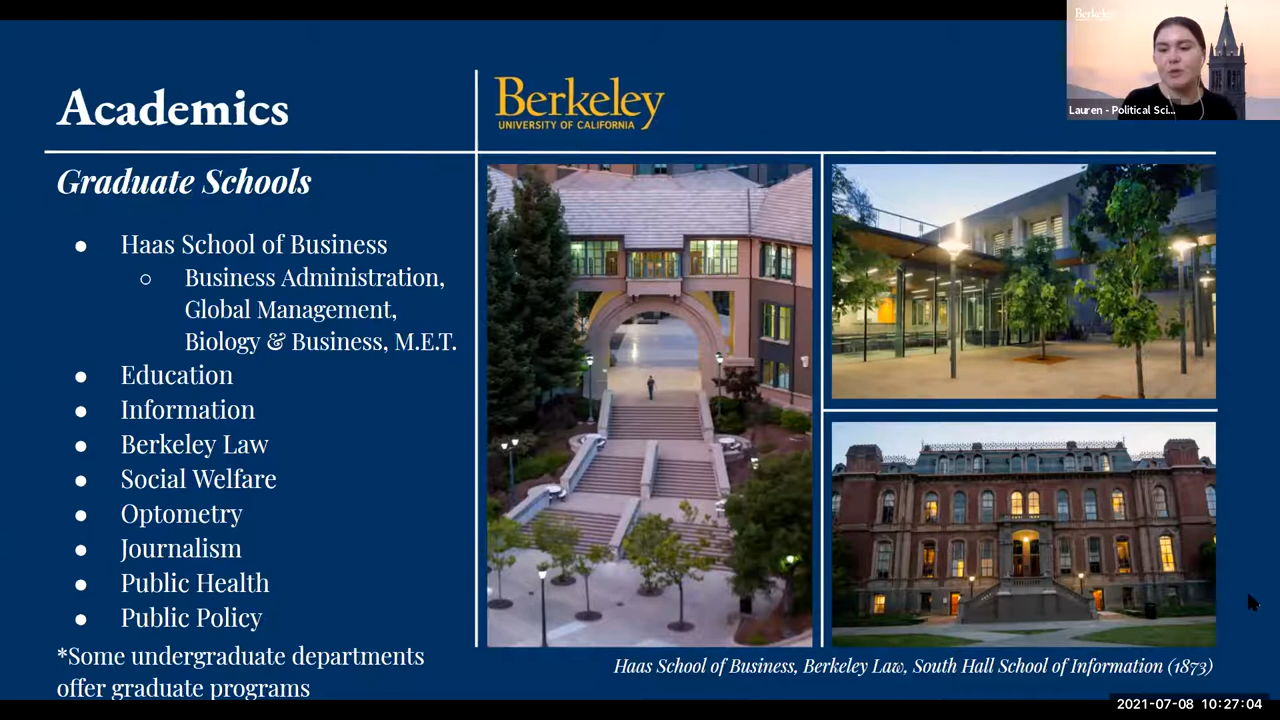 Academics
Berkeley
UNIVERSITY OF CALIFORNIA
Berkeley
Lauren - Political Sci...
Graduate Schools
● Haas School of Business
○ Business Administration,
Global Management,
Biology & Business, M.E.T.
● Education
● Information
● Berkeley Law
● Social Welfare
● Optometry
● Journalism
● Public Health
● Public Policy
*Some undergraduate departments
offer graduate programs
Haas School of Business, Berkeley Law, South Hall School of Information (1873)
2021-07-08 10:27:04